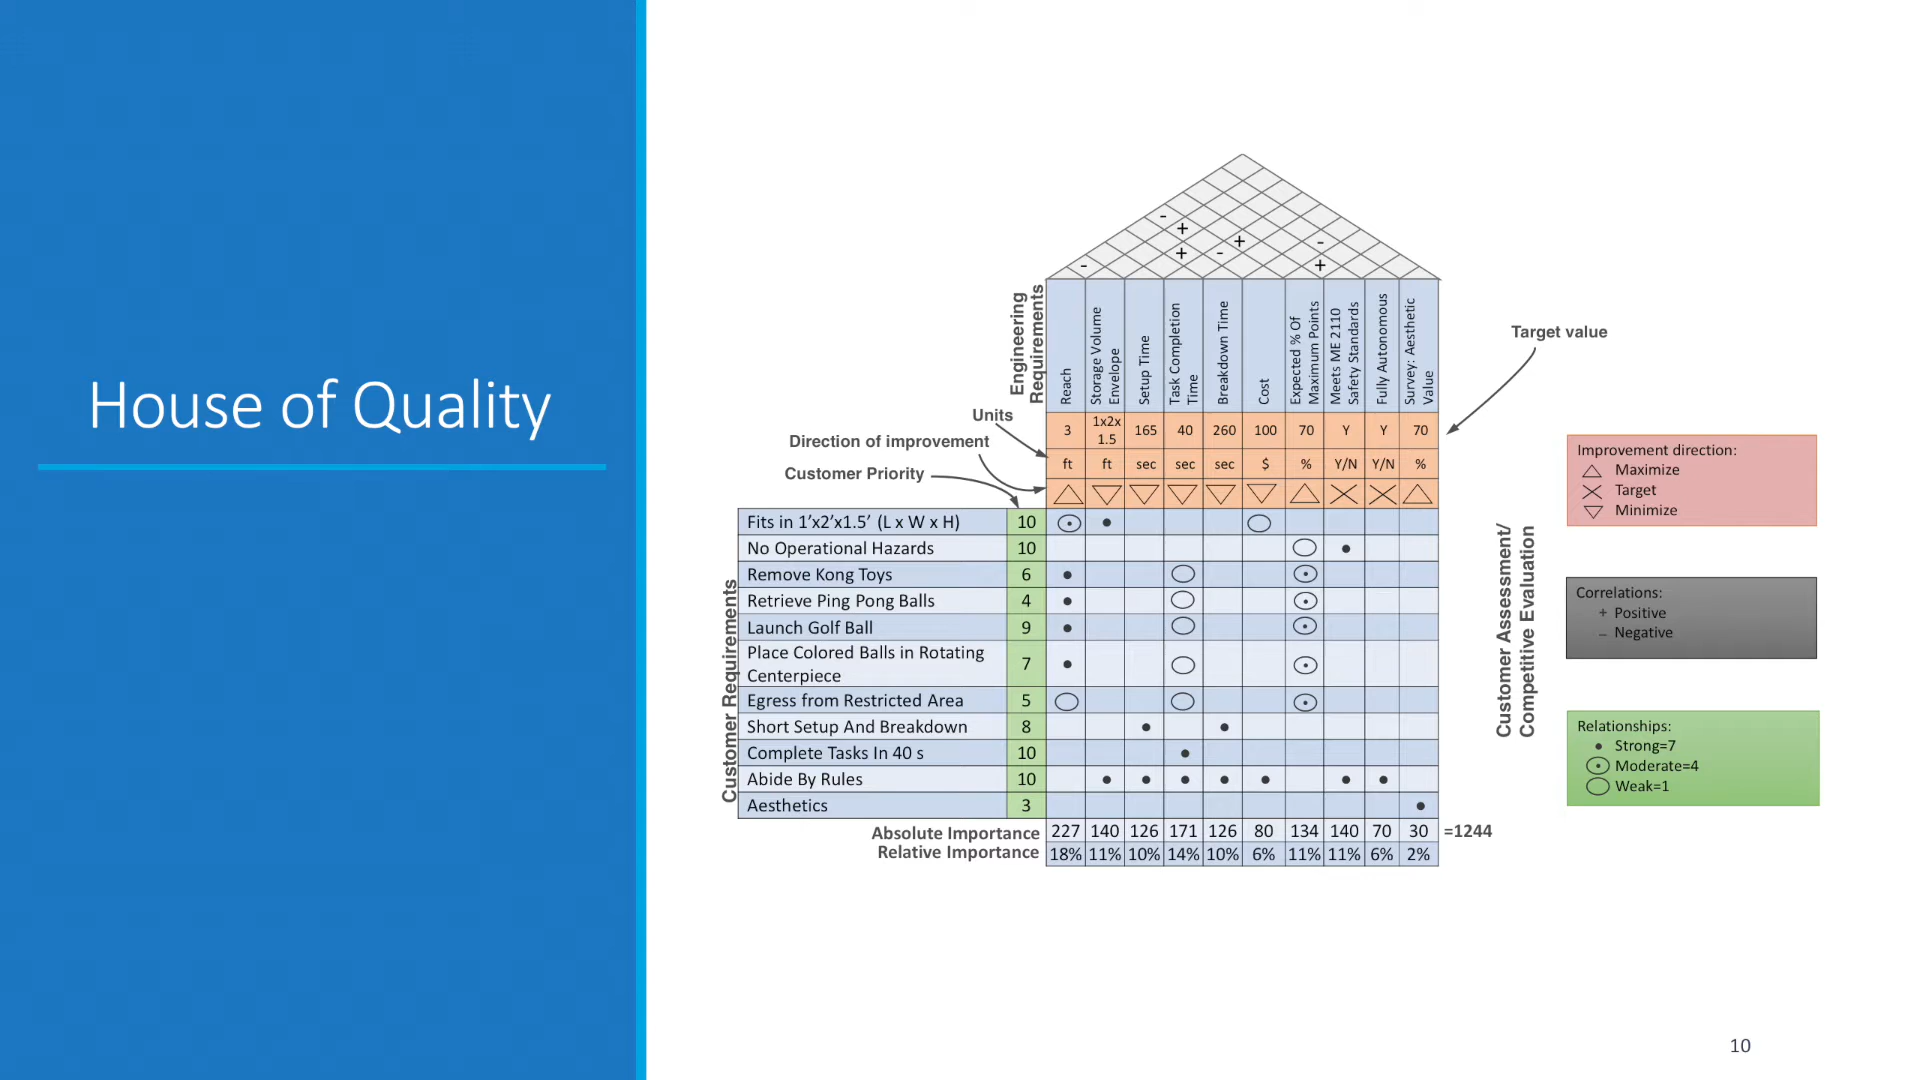 House of Quality
-
+
+
-
+
-
-
+
-
Engineering
Requirements
Reach
Storage Volume
Envelope
Setup Time
Task Completion
Time
Breakdown Time
Cost
Expected % Of
Maximum Points
Meets ME 2110
Safety Standards
Fully Autonomous
Survey: Aesthetic
Value
Target value
Units
Direction of improvement
Customer Priority
3 1x2x1.5 165 40 260 100 70 Y Y 70
ft ft sec sec sec $ % Y/N Y/N %
Customer Requirements
Fits in 1’x2’x1.5’ (L x W x H) 10
No Operational Hazards 10
Remove Kong Toys 6
Retrieve Ping Pong Balls 4
Launch Golf Ball 9
Place Colored Balls in Rotating
Centerpiece 7
Egress from Restricted Area 5
Short Setup And Breakdown 8
Complete Tasks In 40 s 10
Abide By Rules 10
Aesthetics 3
Absolute Importance 227 140 126 171 126 80 134 140 70 30 =1244
Relative Importance 18% 11% 10% 14% 10% 6% 11% 11% 6% 2%
Customer Assessment/
Competitive Evaluation
Improvement direction:
Maximize
Target
Minimize
Correlations:
+ Positive
– Negative
Relationships:
Strong=7
Moderate=4
Weak=1
10